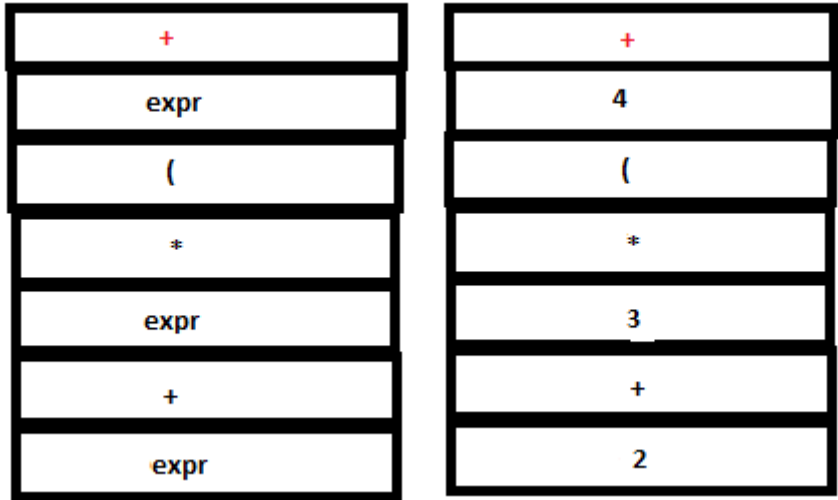 + +
expr 4
( (
* *
expr 3
+ +
expr 2